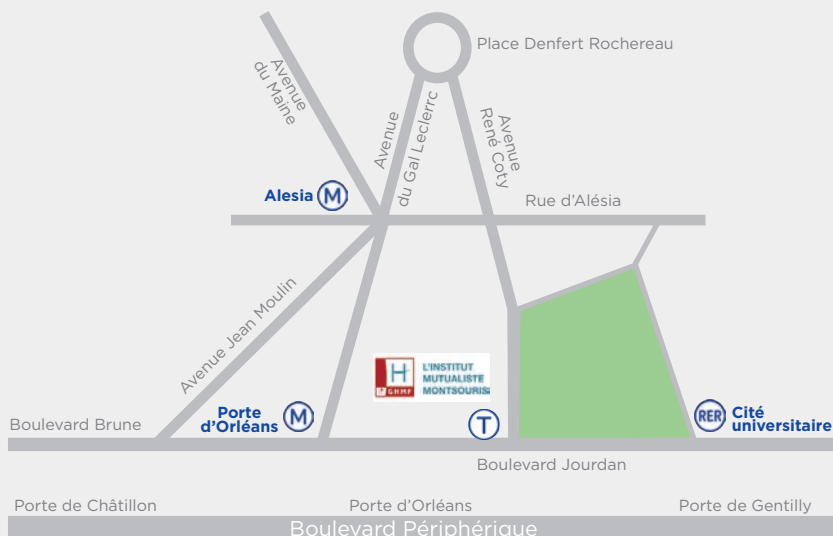 Place Denfert Rochereau
Avenue
du Maine
Avenue
du Gal Leclerrc
Avenue
René Coty
Alesia M
Rue d'Alésia
Avenue Jean Moulin
H
GHMF
L'INSTITUT
MUTUALISTE
MONTSOURIS
Porte
d'Orléans M
T
RER Cité
universitaire
Boulevard Brune
Boulevard Jourdan
Porte de Châtillon
Porte d'Orléans
Porte de Gentilly
Boulevard Périphérique